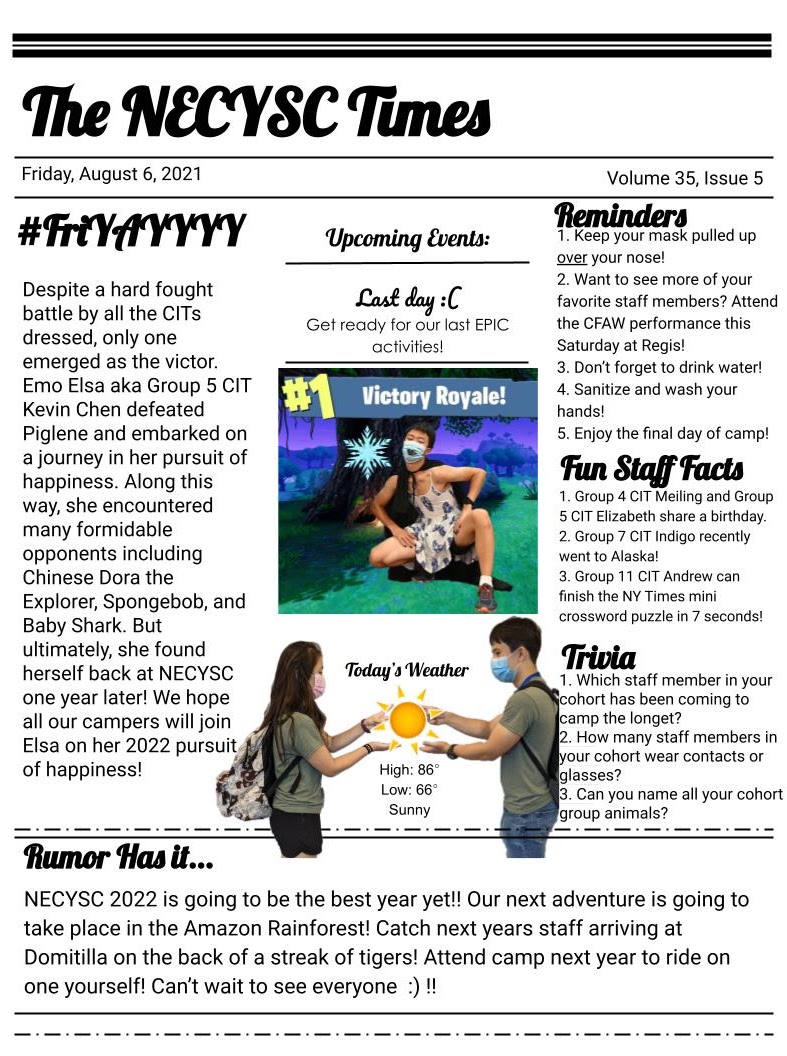 The NECYSC Times
Friday, August 6, 2021
Volume 35, Issue 5
#FriYAYYYY
Despite a hard fought
battle by all the CITs
dressed, only one
emerged as the victor.
Emo Elsa aka Group 5 CIT
Kevin Chen defeated
Piglene and embarked on
a journey in her pursuit of
happiness. Along this
way, she encountered
many formidable
opponents including
Chinese Dora the
Explorer, Spongebob, and
Baby Shark. But
ultimately, she found
herself back at NECYSC
one year later! We hope
all our campers will join
Elsa on her 2022 pursuit
of happiness!
Upcoming Events:
Last day :C
Get ready for our last EPIC
activities!
#1 Victory Royale!
Today's Weather
High: 86°
Low: 66°
Sunny
Reminders
1. Keep your mask pulled up
over your nose!
2. Want to see more of your
favorite staff members? Attend
the CFAW performance this
Saturday at Regis!
3. Don't forget to drink water!
4. Sanitize and wash your
hands!
5. Enjoy the final day of camp!
Fun Staff Facts
1. Group 4 CIT Meiling and Group
5 CIT Elizabeth share a birthday.
2. Group 7 CIT Indigo recently
went to Alaska!
3. Group 11 CIT Andrew can
finish the NY Times mini
crossword puzzle in 7 seconds!
Trivia
1. Which staff member in your
cohort has been coming to
camp the longet?
2. How many staff members in
your cohort wear contacts or
glasses?
3. Can you name all your cohort
group animals?
Rumor Has it...
NECYSC 2022 is going to be the best year yet!! Our next adventure is going to
take place in the Amazon Rainforest! Catch next years staff arriving at
Domitilla on the back of a streak of tigers! Attend camp next year to ride on
one yourself! Can't wait to see everyone :) !!